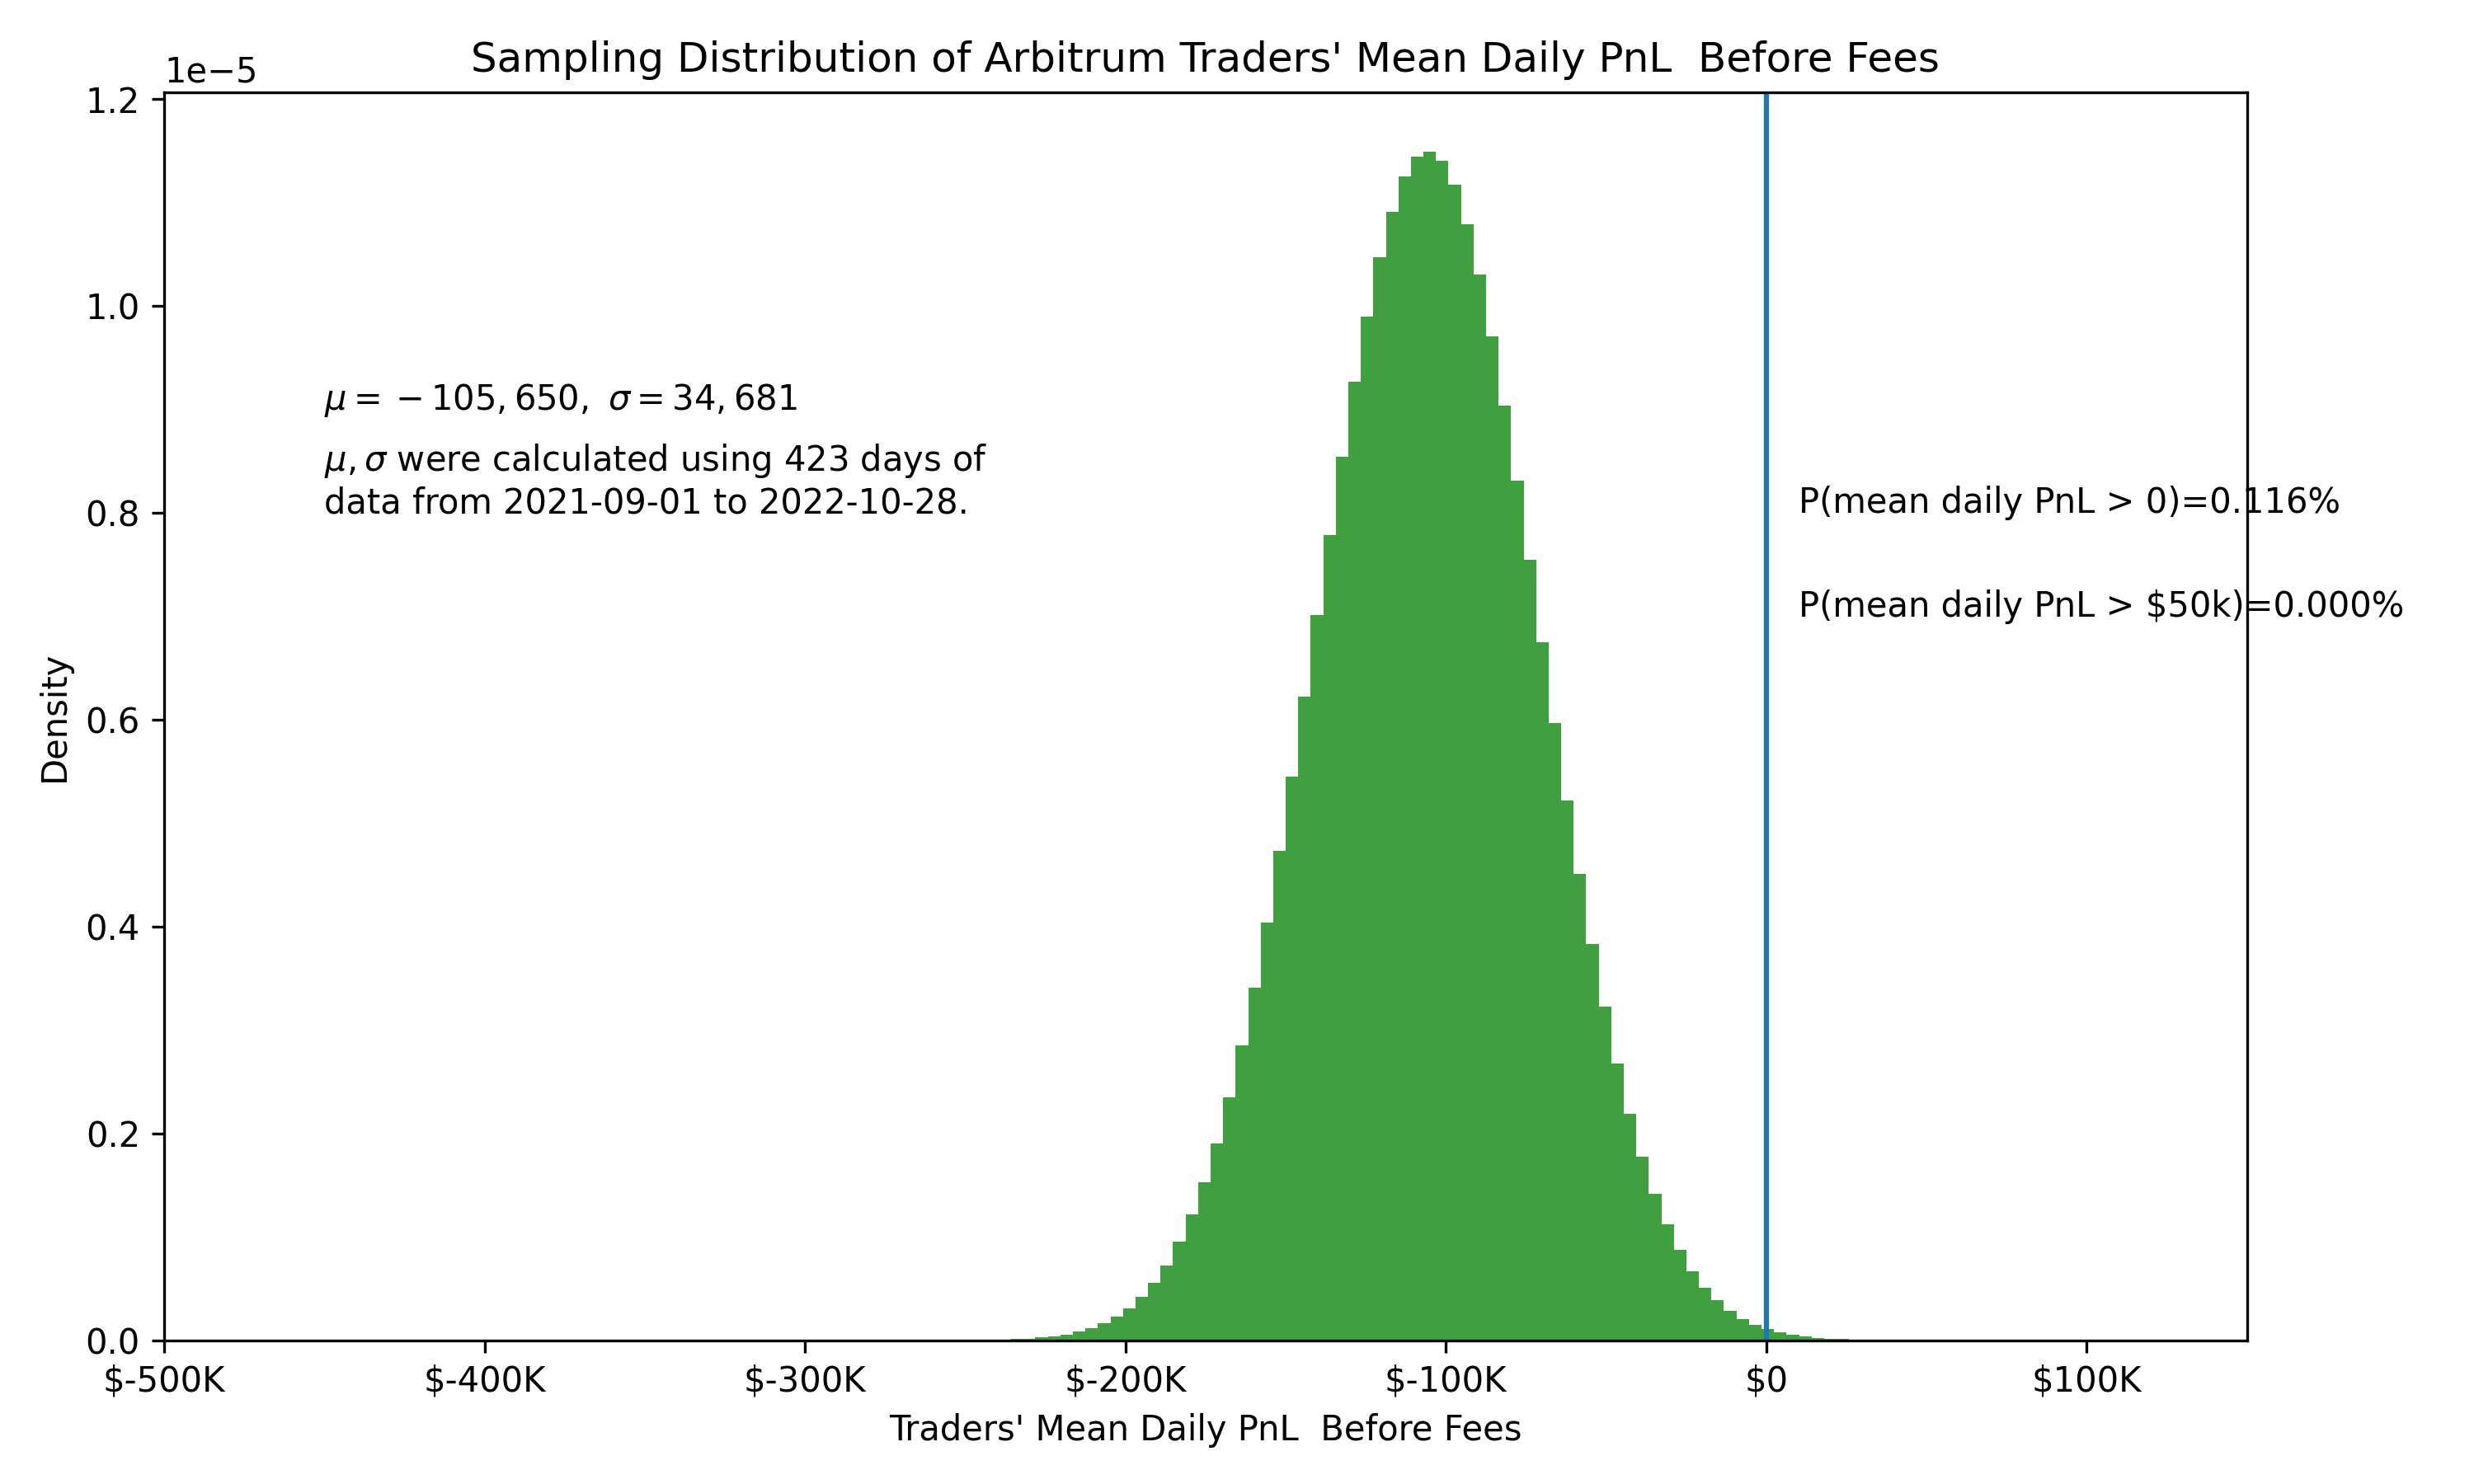 Sampling Distribution of Arbitrum Traders' Mean Daily PnL  Before Fees
1e−5
1.2
1.0
0.8
0.6
0.4
0.2
0.0
Density
μ = − 105, 650,  σ = 34, 681
μ, σ were calculated using 423 days of
data from 2021-09-01 to 2022-10-28.
P(mean daily PnL > 0)=0.116%
P(mean daily PnL > $50k)=0.000%
$-500K
$-400K
$-300K
$-200K
$-100K
$0
$100K
Traders' Mean Daily PnL  Before Fees